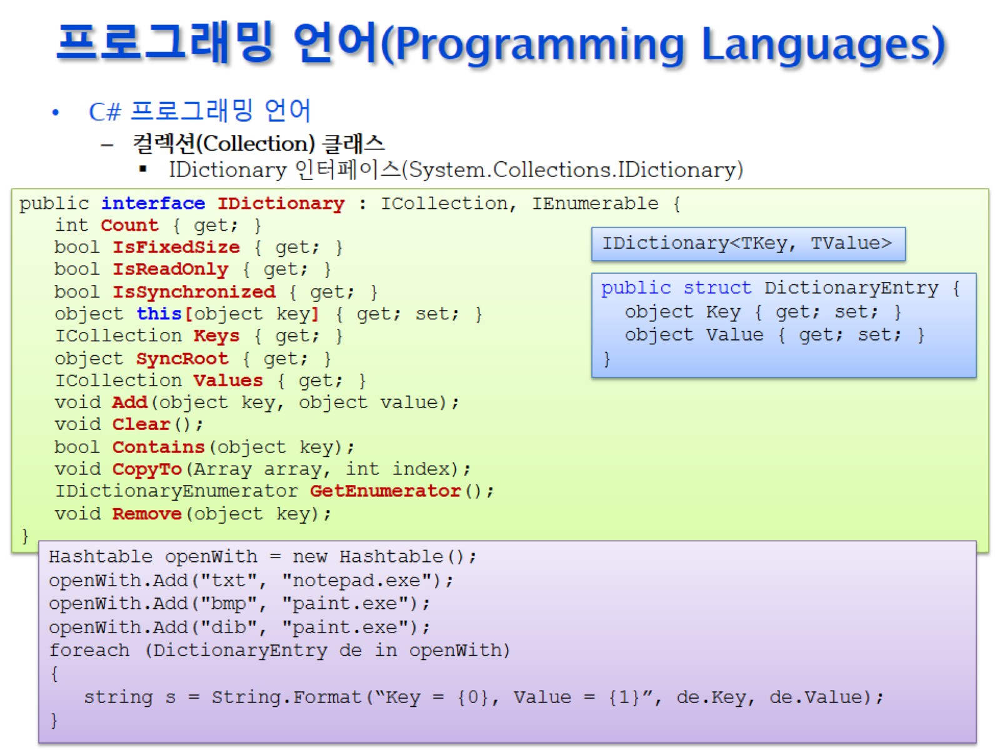 프로그래밍 언어(Programming Languages)
• C# 프로그래밍 언어
– 컬렉션(Collection) 클래스
▪ IDictionary 인터페이스(System.Collections.IDictionary)
public interface IDictionary : ICollection, IEnumerable {
int Count { get; }
bool IsFixedSize { get; }
bool IsReadOnly { get; }
bool IsSynchronized { get; }
object this[object key] { get; set; }
ICollection Keys { get; }
object SyncRoot { get; }
ICollection Values { get; }
void Add(object key, object value);
void Clear();
bool Contains(object key);
void CopyTo(Array array, int index);
IDictionaryEnumerator GetEnumerator();
void Remove(object key);
}
IDictionary<TKey, TValue>
public struct DictionaryEntry {
object Key { get; set; }
object Value { get; set; }
}
Hashtable openWith = new Hashtable();
openWith.Add("txt", "notepad.exe");
openWith.Add("bmp", "paint.exe");
openWith.Add("dib", "paint.exe");
foreach (DictionaryEntry de in openWith)
{
string s = String.Format(“Key = {0}, Value = {1}”, de.Key, de.Value);
}